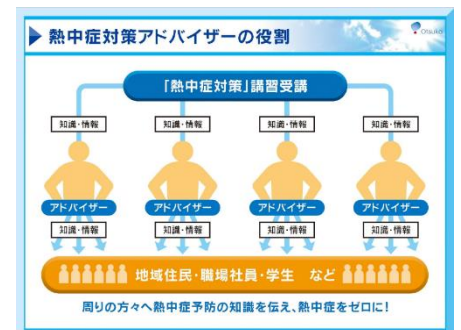 熱中症対策アドバイザーの役割
「熱中症対策」講習受講
知識・情報 知識・情報 知識・情報 知識・情報
アドバイザー アドバイザー アドバイザー アドバイザー
知識・情報 知識・情報 知識・情報 知識・情報
地域住民・職場社員・学生 など
周りの方々へ熱中症予防の知識を伝え、熱中症をゼロに!